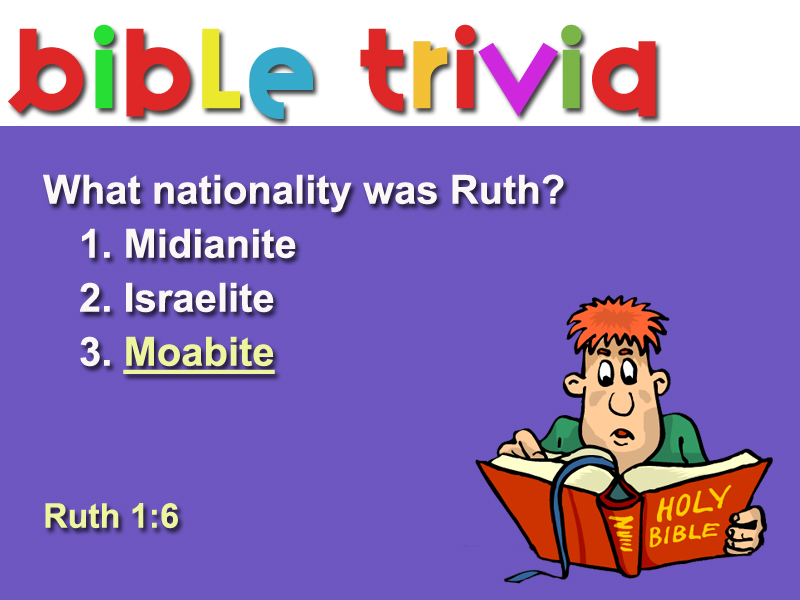 bible trivia
What nationality was Ruth?
1. Midianite
2. Israelite
3. Moabite
Ruth 1:6
HOLY
BIBLE